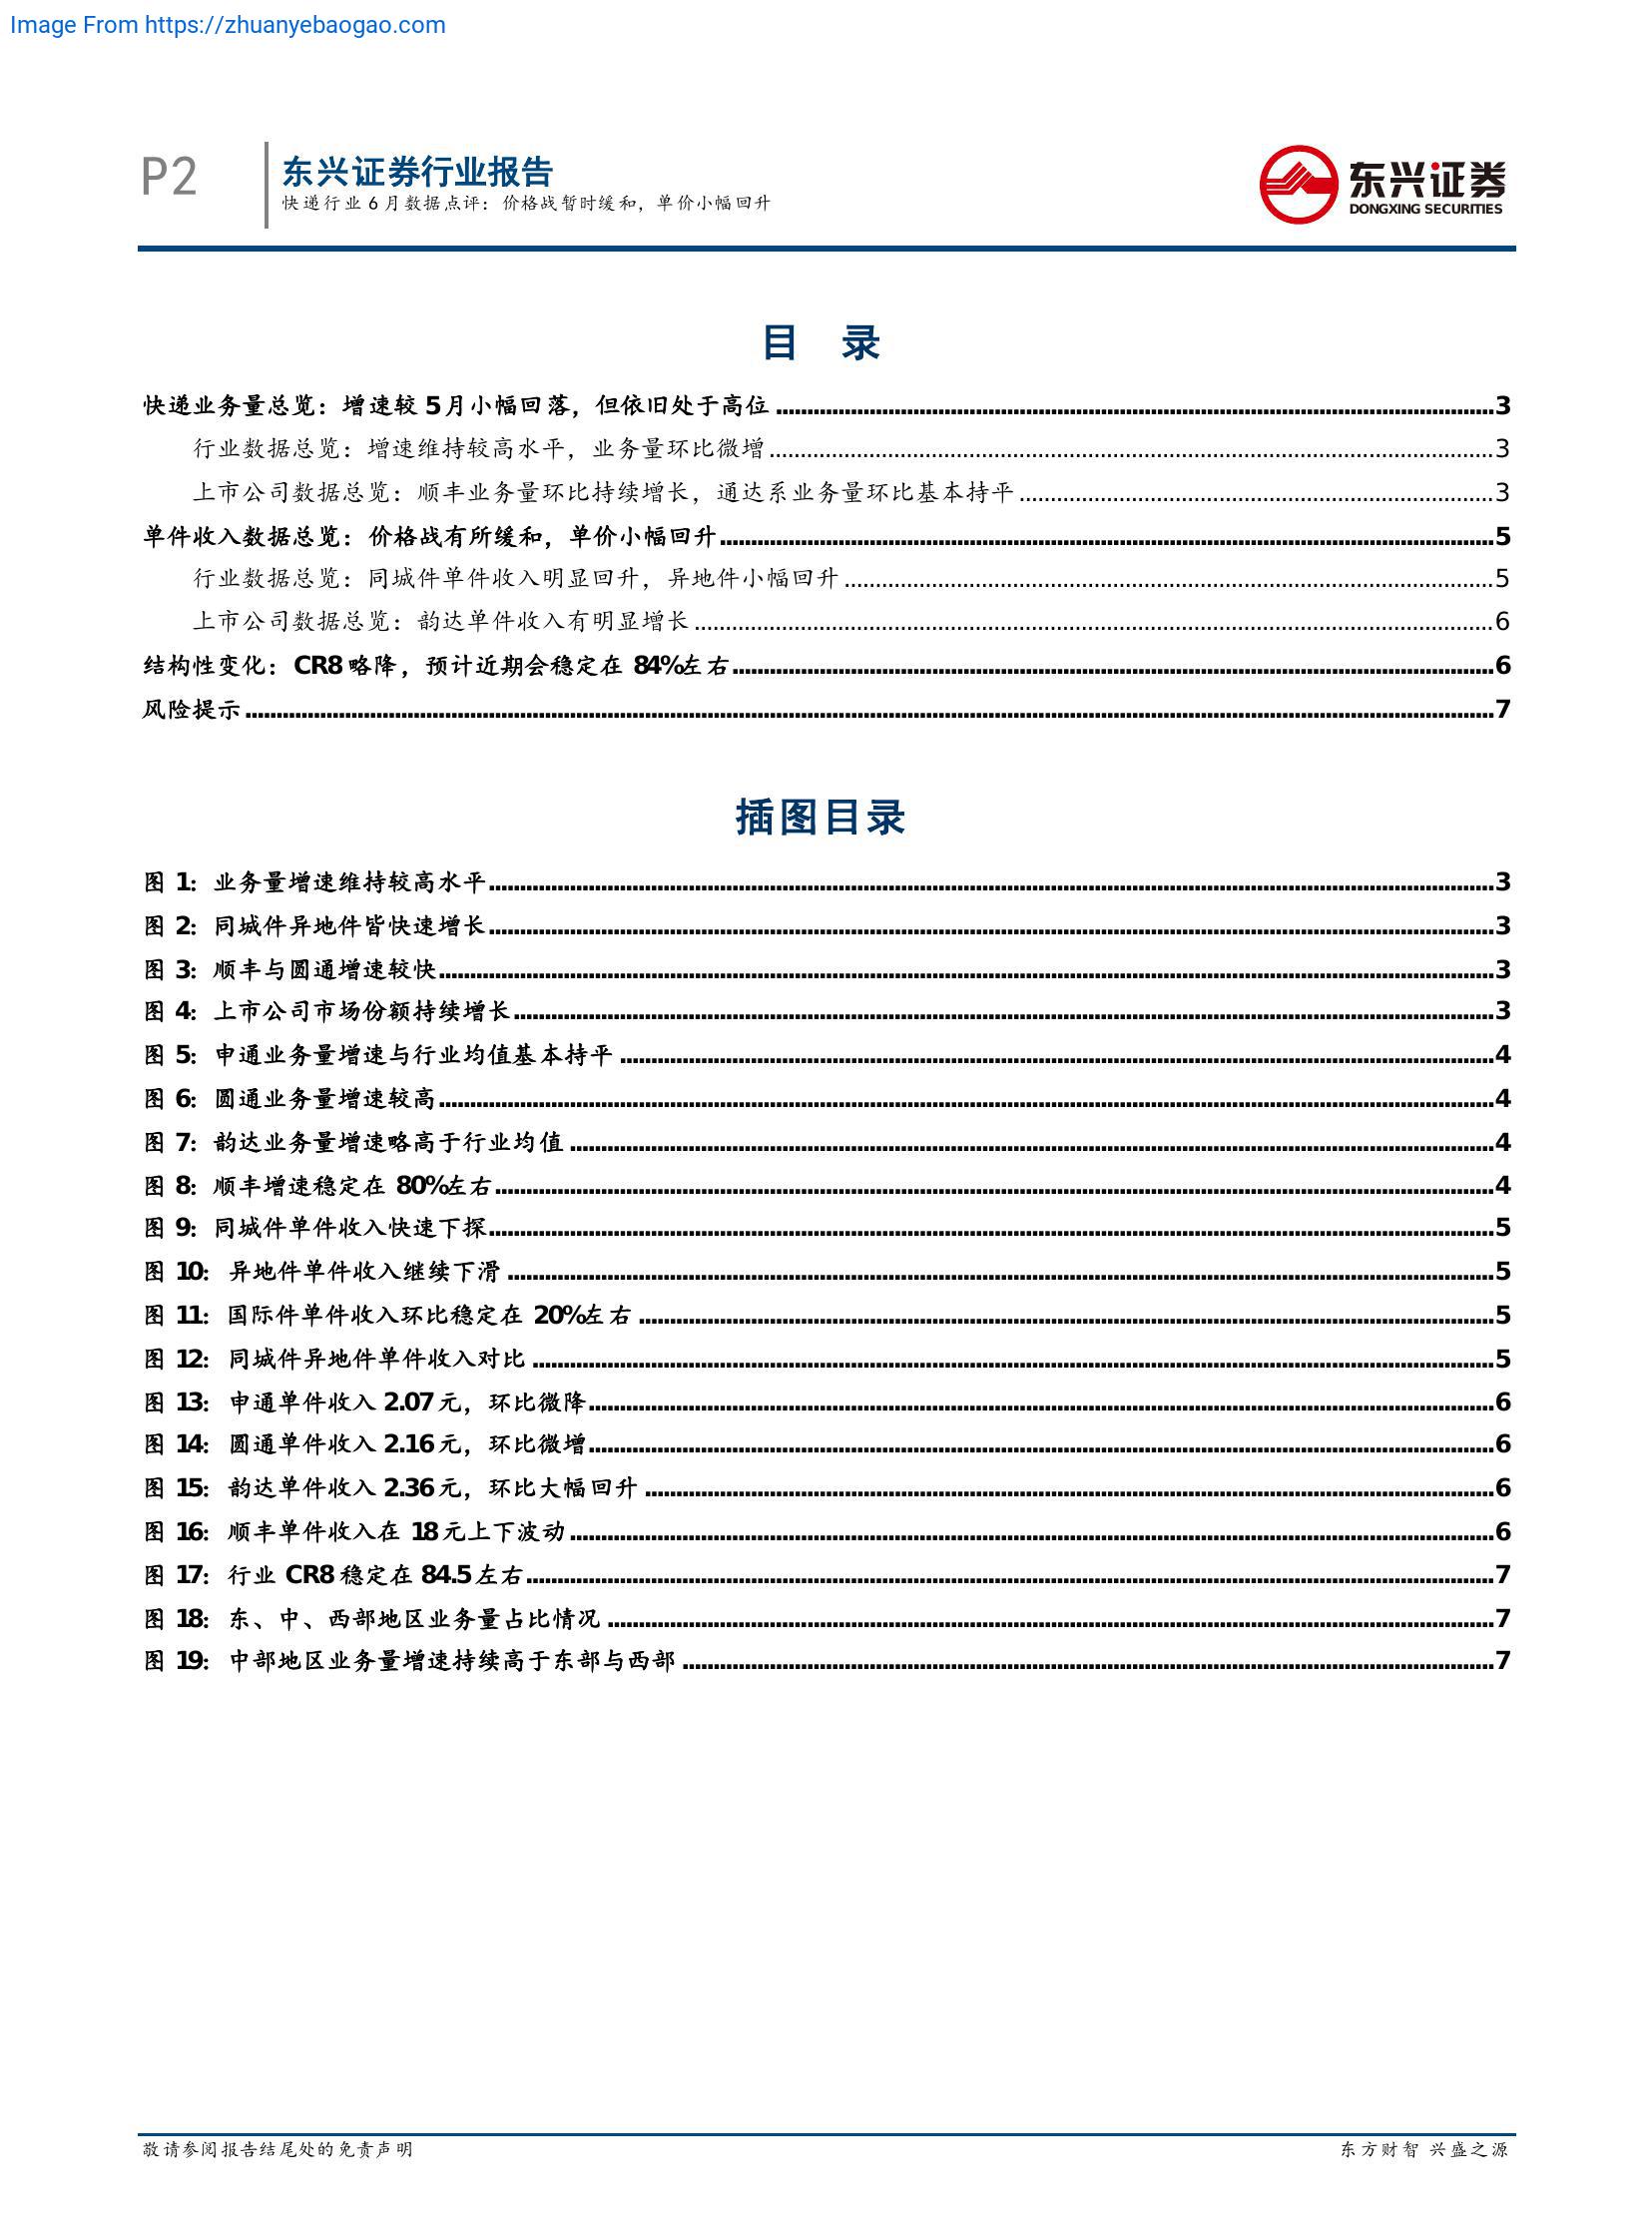 Image From https://zhuanyebaogao.com
P2
东兴证券行业报告
快递行业 6 月数据点评：价格战暂时缓和，单价小幅回升
东兴证券
DONGXING SECURITIES
目 录
快递业务量总览：增速较 5 月小幅回落，但依旧处于高位 3
行业数据总览：增速维持较高水平，业务量环比微增 3
上市公司数据总览：顺丰业务量环比持续增长，通达系业务量环比基本持平 3
单件收入数据总览：价格战有所缓和，单价小幅回升 5
行业数据总览：同城件单件收入明显回升，异地件小幅回升 5
上市公司数据总览：韵达单件收入有明显增长 6
结构性变化：CR8 略降，预计近期会稳定在 84%左右 6
风险提示 7
插图目录
图 1：业务量增速维持较高水平 3
图 2：同城件异地件皆快速增长 3
图 3：顺丰与圆通增速较快 3
图 4：上市公司市场份额持续增长 3
图 5：申通业务量增速与行业均值基本持平 4
图 6：圆通业务量增速较高 4
图 7：韵达业务量增速略高于行业均值 4
图 8：顺丰增速稳定在 80%左右 4
图 9：同城件单件收入快速下探 5
图 10：异地件单件收入继续下滑 5
图 11：国际件单件收入环比稳定在 20%左右 5
图 12：同城件异地件单件收入对比 5
图 13：申通单件收入 2.07 元，环比微降 6
图 14：圆通单件收入 2.16 元，环比微增 6
图 15：韵达单件收入 2.36 元，环比大幅回升 6
图 16：顺丰单件收入在 18 元上下波动 6
图 17：行业 CR8 稳定在 84.5 左右 7
图 18：东、中、西部地区业务量占比情况 7
图 19：中部地区业务量增速持续高于东部与西部 7
敬请参阅报告结尾处的免责声明
东方财智 兴盛之源